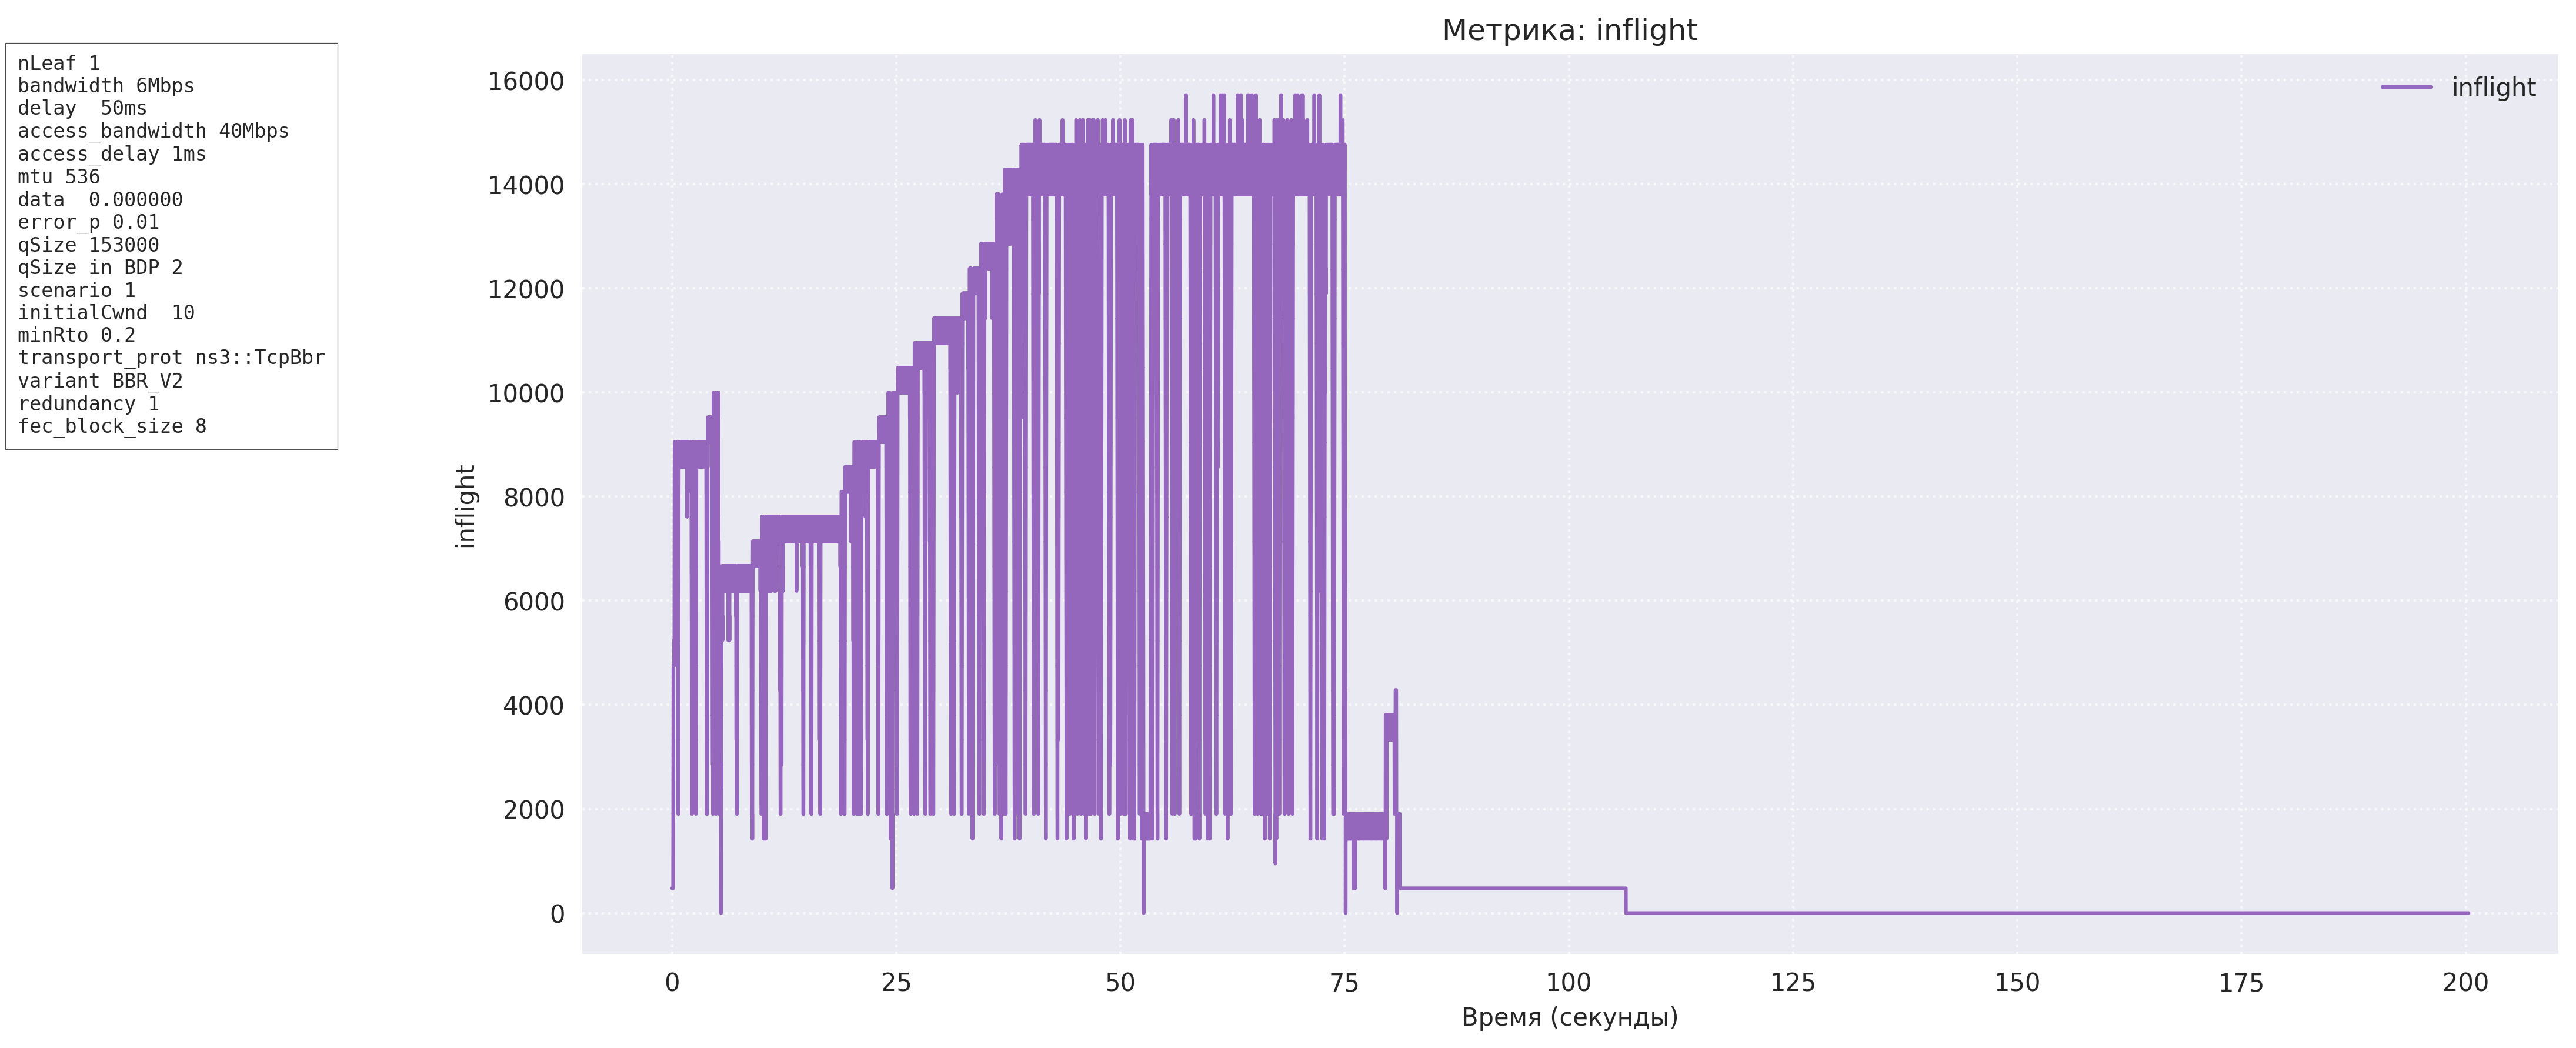 Метрика: inflight
nLeaf 1
bandwidth 6Mbps
delay  50ms
access_bandwidth 40Mbps
access_delay 1ms
mtu 536
data  0.000000
error_p 0.01
qSize 153000
qSize in BDP 2
scenario 1
initialCwnd  10
minRto 0.2
transport_prot ns3::TcpBbr
variant BBR_V2
redundancy 1
fec_block_size 8
inflight
16000
14000
12000
10000
8000
6000
4000
2000
0
inflight
0 25 50 75 100 125 150 175 200
Время (секунды)